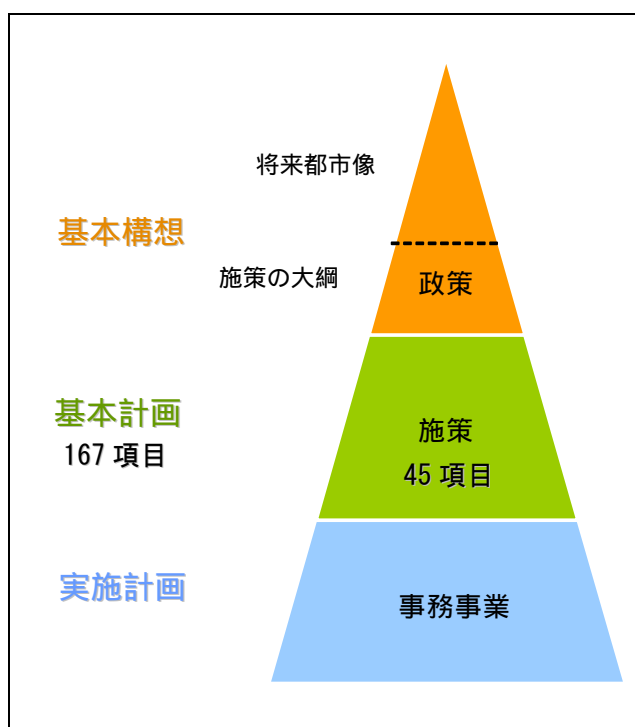 将来都市像
基本構想
施策の大綱
政策
基本計画
167 項目
施策
45 項目
実施計画
事務事業